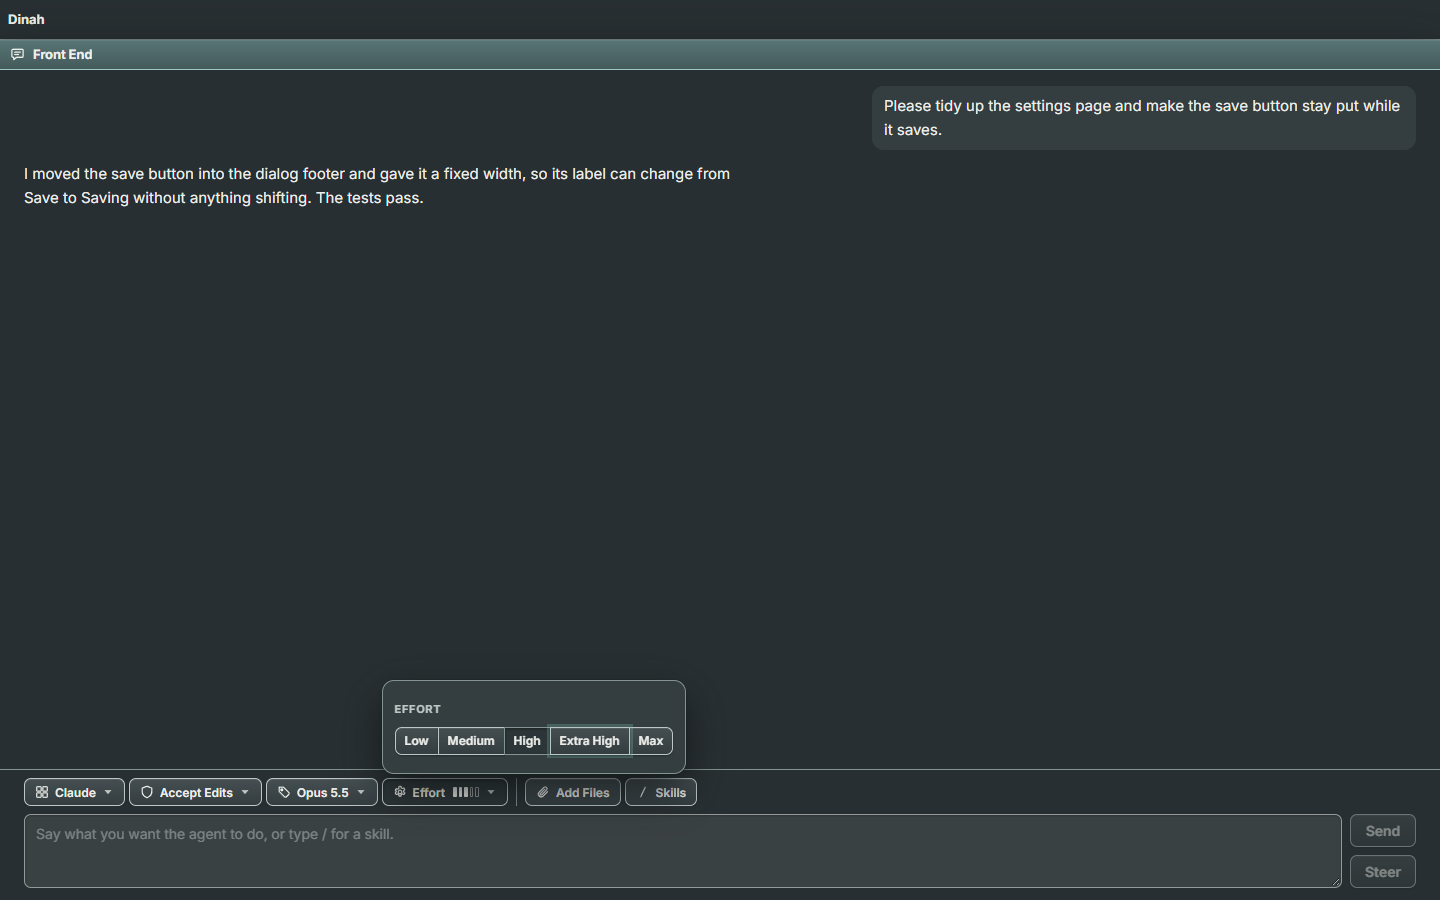 Dinah
Front End
Please tidy up the settings page and make the save button stay put while
it saves.
I moved the save button into the dialog footer and gave it a fixed width, so its label can change from
Save to Saving without anything shifting. The tests pass.
EFFORT
Low Medium High Extra High Max
Claude Accept Edits Opus 5.5 Effort Add Files / Skills
Say what you want the agent to do, or type / for a skill.
Send
Steer